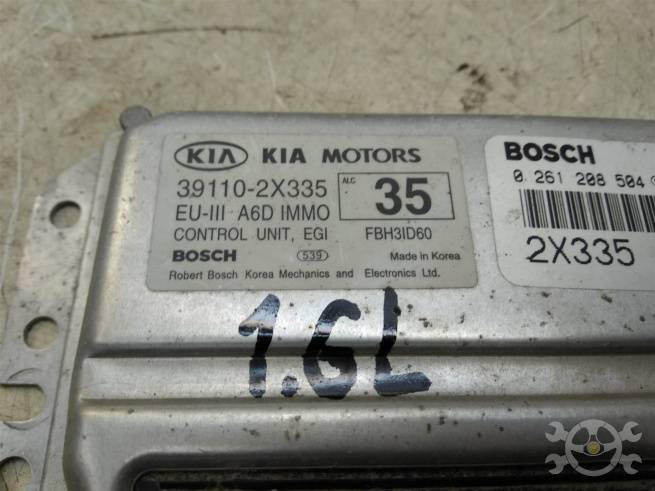 KIA KIA MOTORS
39110-2X335
ALC 35
EU-III A6D IMMO
CONTROL UNIT, EGI FBH3ID60
BOSCH 539 Made in Korea
Robert Bosch Korea Mechanics and Electronics Ltd.
BOSCH
0 261 208 504
2X335
1.6L